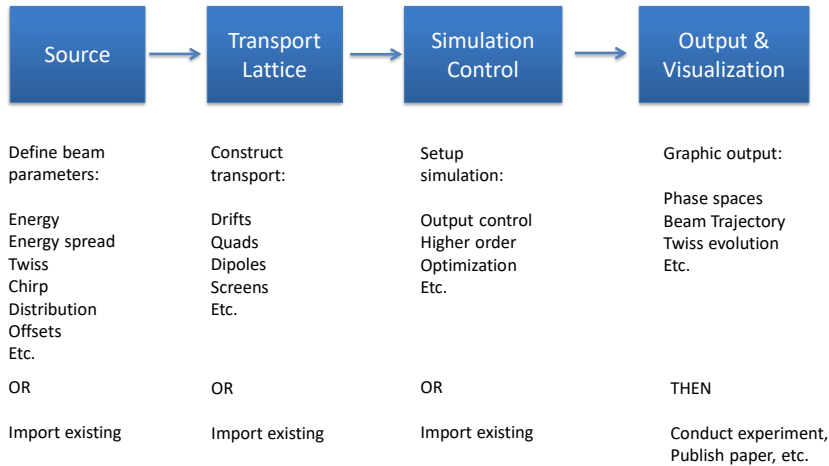 Source
Transport
Lattice
Simulation
Control
Output &
Visualization
Define beam
parameters:
Energy
Energy spread
Twiss
Chirp
Distribution
Offsets
Etc.
OR
Import existing
Construct
transport:
Drifts
Quads
Dipoles
Screens
Etc.
OR
Import existing
Setup
simulation:
Output control
Higher order
Optimization
Etc.
OR
Import existing
Graphic output:
Phase spaces
Beam Trajectory
Twiss evolution
Etc.
THEN
Conduct experiment,
Publish paper, etc.